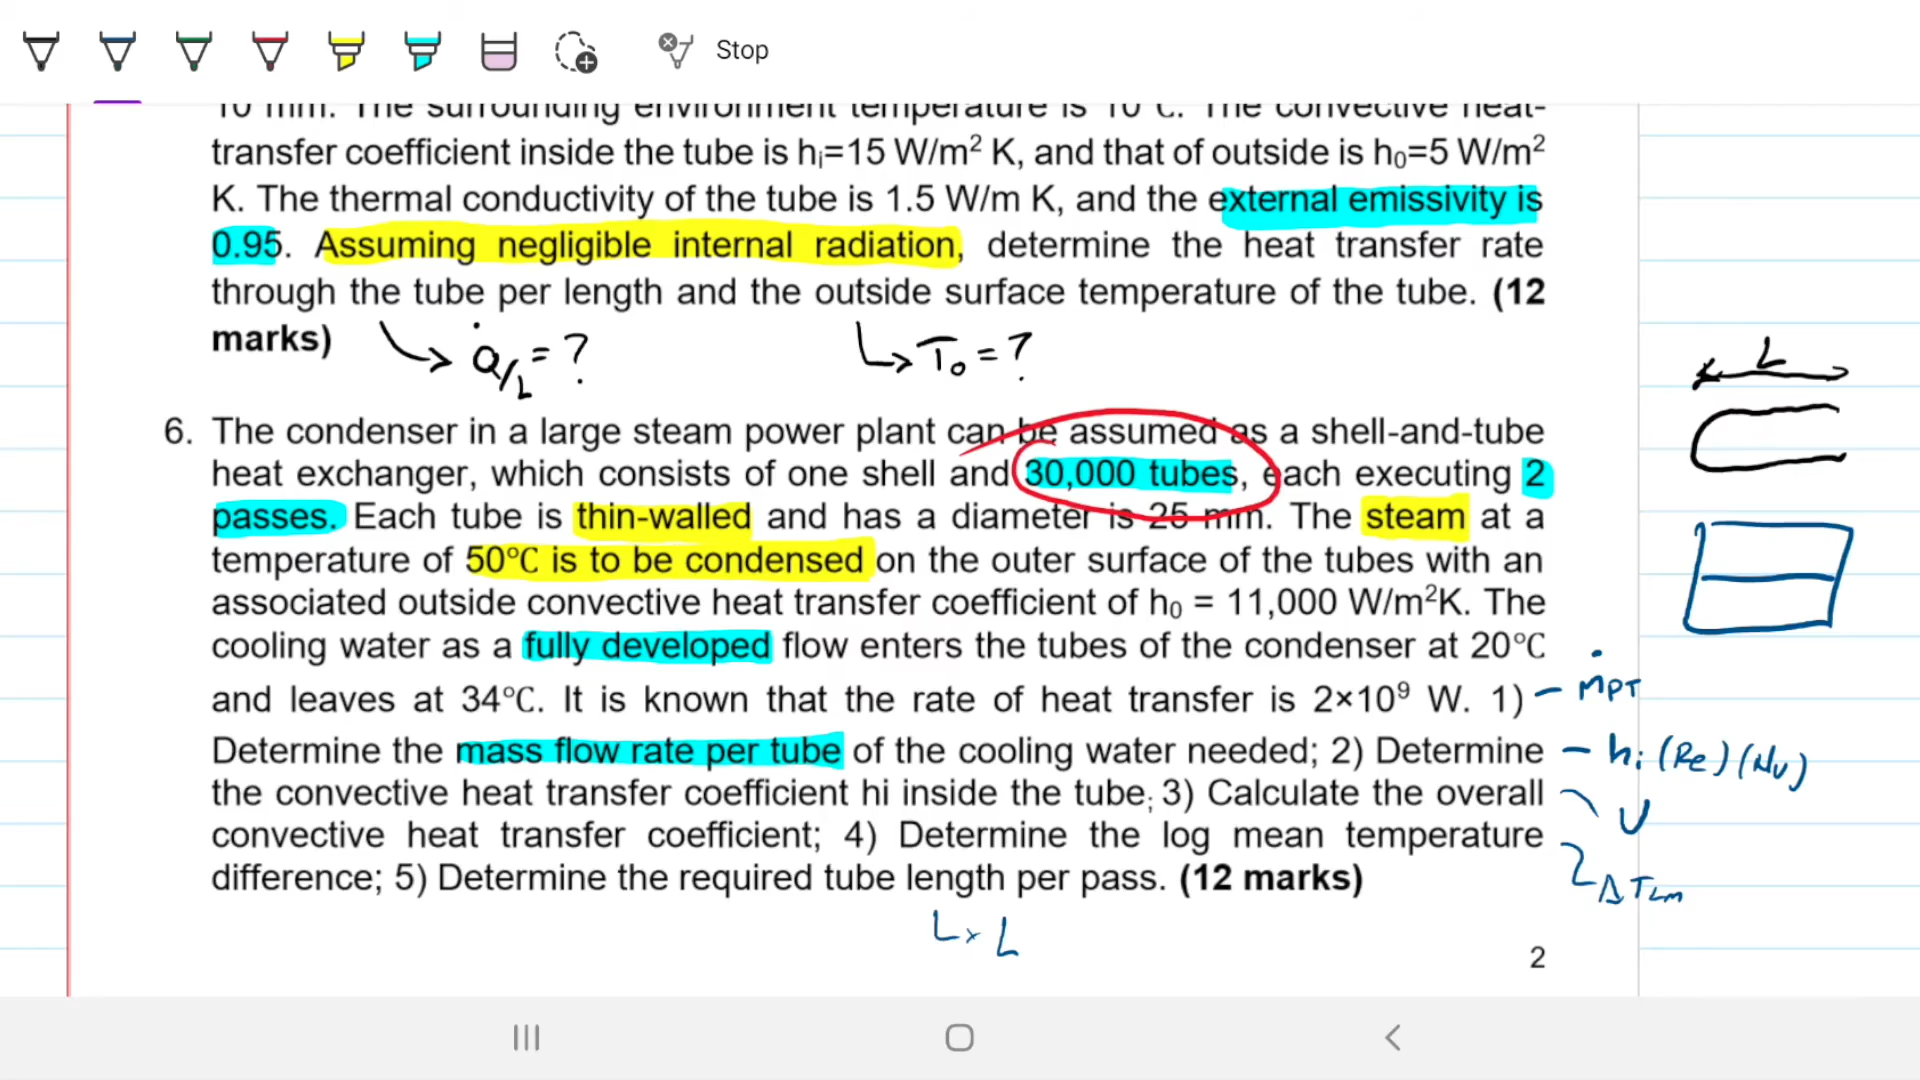 Stop
10 mm. The surrounding environment temperature is 10°C. The convective heat-
transfer coefficient inside the tube is hᵢ=15 W/m² K, and that of outside is h₀=5 W/m²
K. The thermal conductivity of the tube is 1.5 W/m K, and the external emissivity is
0.95. Assuming negligible internal radiation, determine the heat transfer rate
through the tube per length and the outside surface temperature of the tube. (12
marks)
Q̇/L = ?
T₀ = ?
L
6. The condenser in a large steam power plant can be assumed as a shell-and-tube
heat exchanger, which consists of one shell and 30,000 tubes, each executing 2
passes. Each tube is thin-walled and has a diameter is 25 mm. The steam at a
temperature of 50°C is to be condensed on the outer surface of the tubes with an
associated outside convective heat transfer coefficient of h₀ = 11,000 W/m²K. The
cooling water as a fully developed flow enters the tubes of the condenser at 20°C
and leaves at 34°C. It is known that the rate of heat transfer is 2×10⁹ W. 1)
Determine the mass flow rate per tube of the cooling water needed; 2) Determine
the convective heat transfer coefficient hi inside the tube; 3) Calculate the overall
convective heat transfer coefficient; 4) Determine the log mean temperature
difference; 5) Determine the required tube length per pass. (12 marks)
ṁPT
hᵢ (Re) (Nu)
U
ΔTLm
L
2